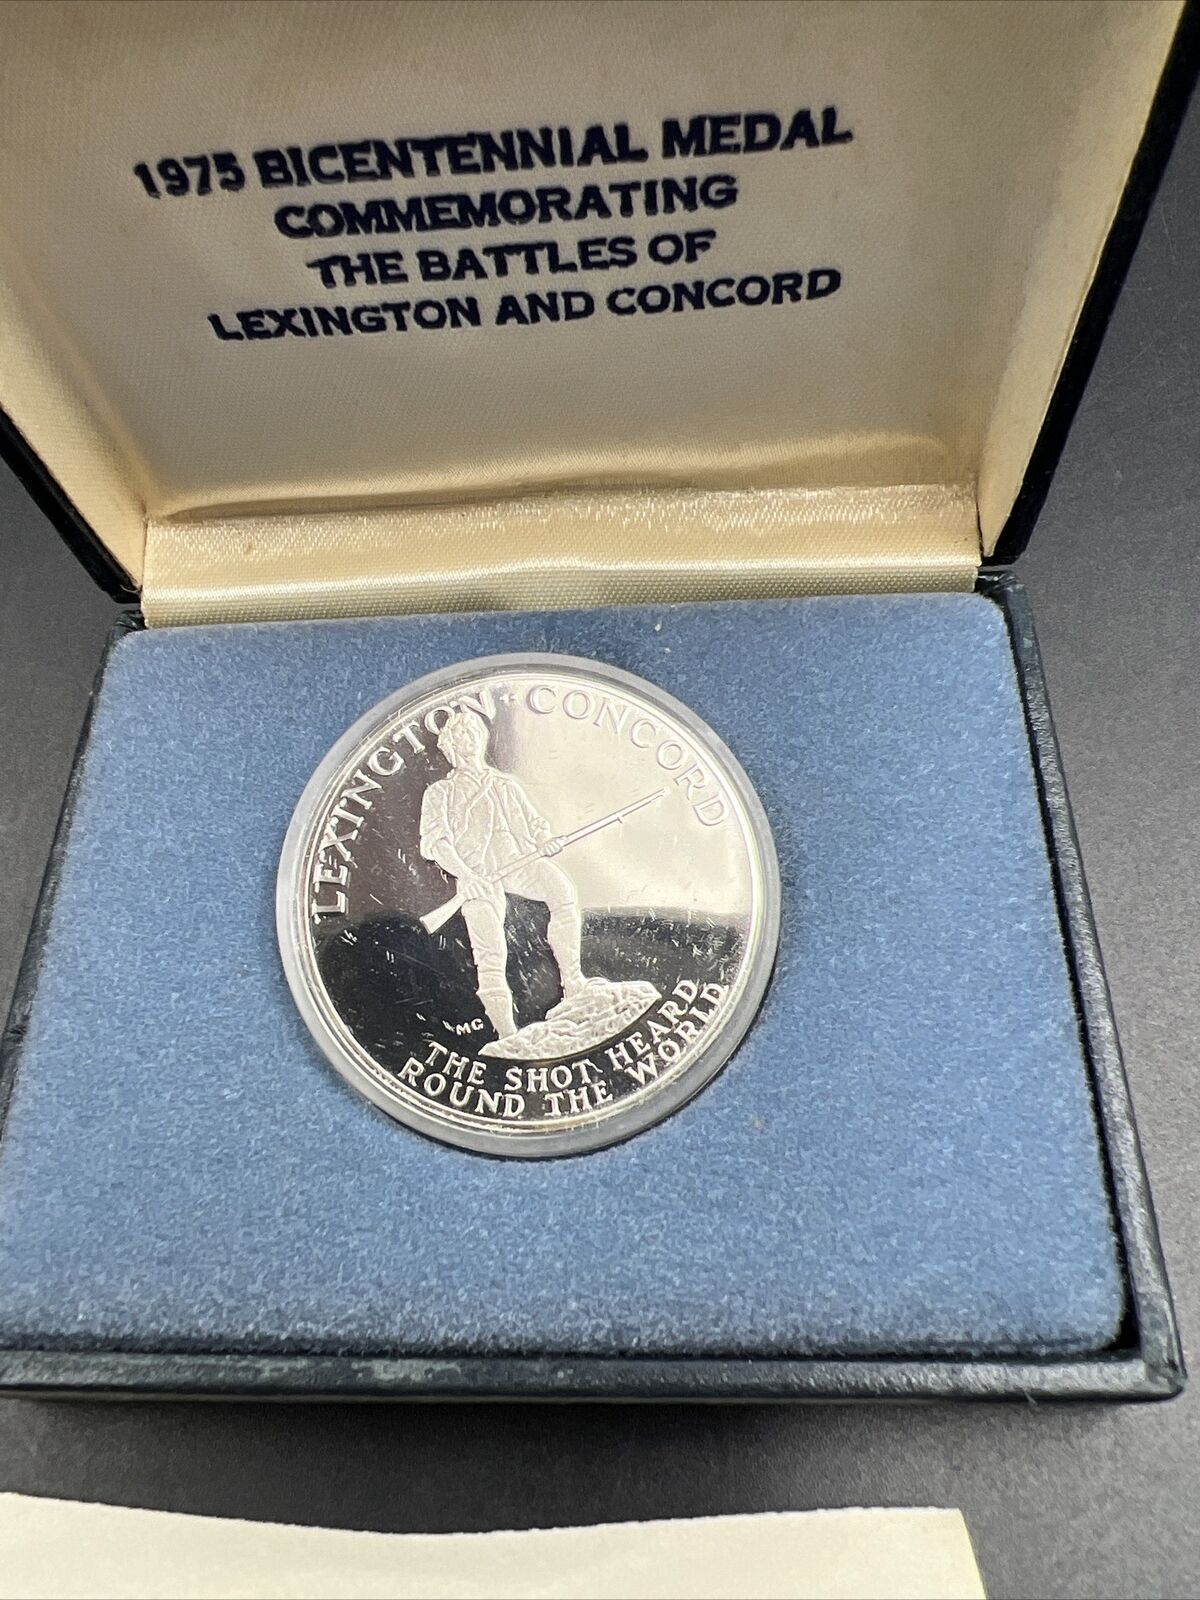 1975 BICENTENNIAL MEDAL
COMMEMORATING
THE BATTLES OF
LEXINGTON AND CONCORD
LEXINGTON · CONCORD
MG
THE SHOT HEARD
ROUND THE WORLD